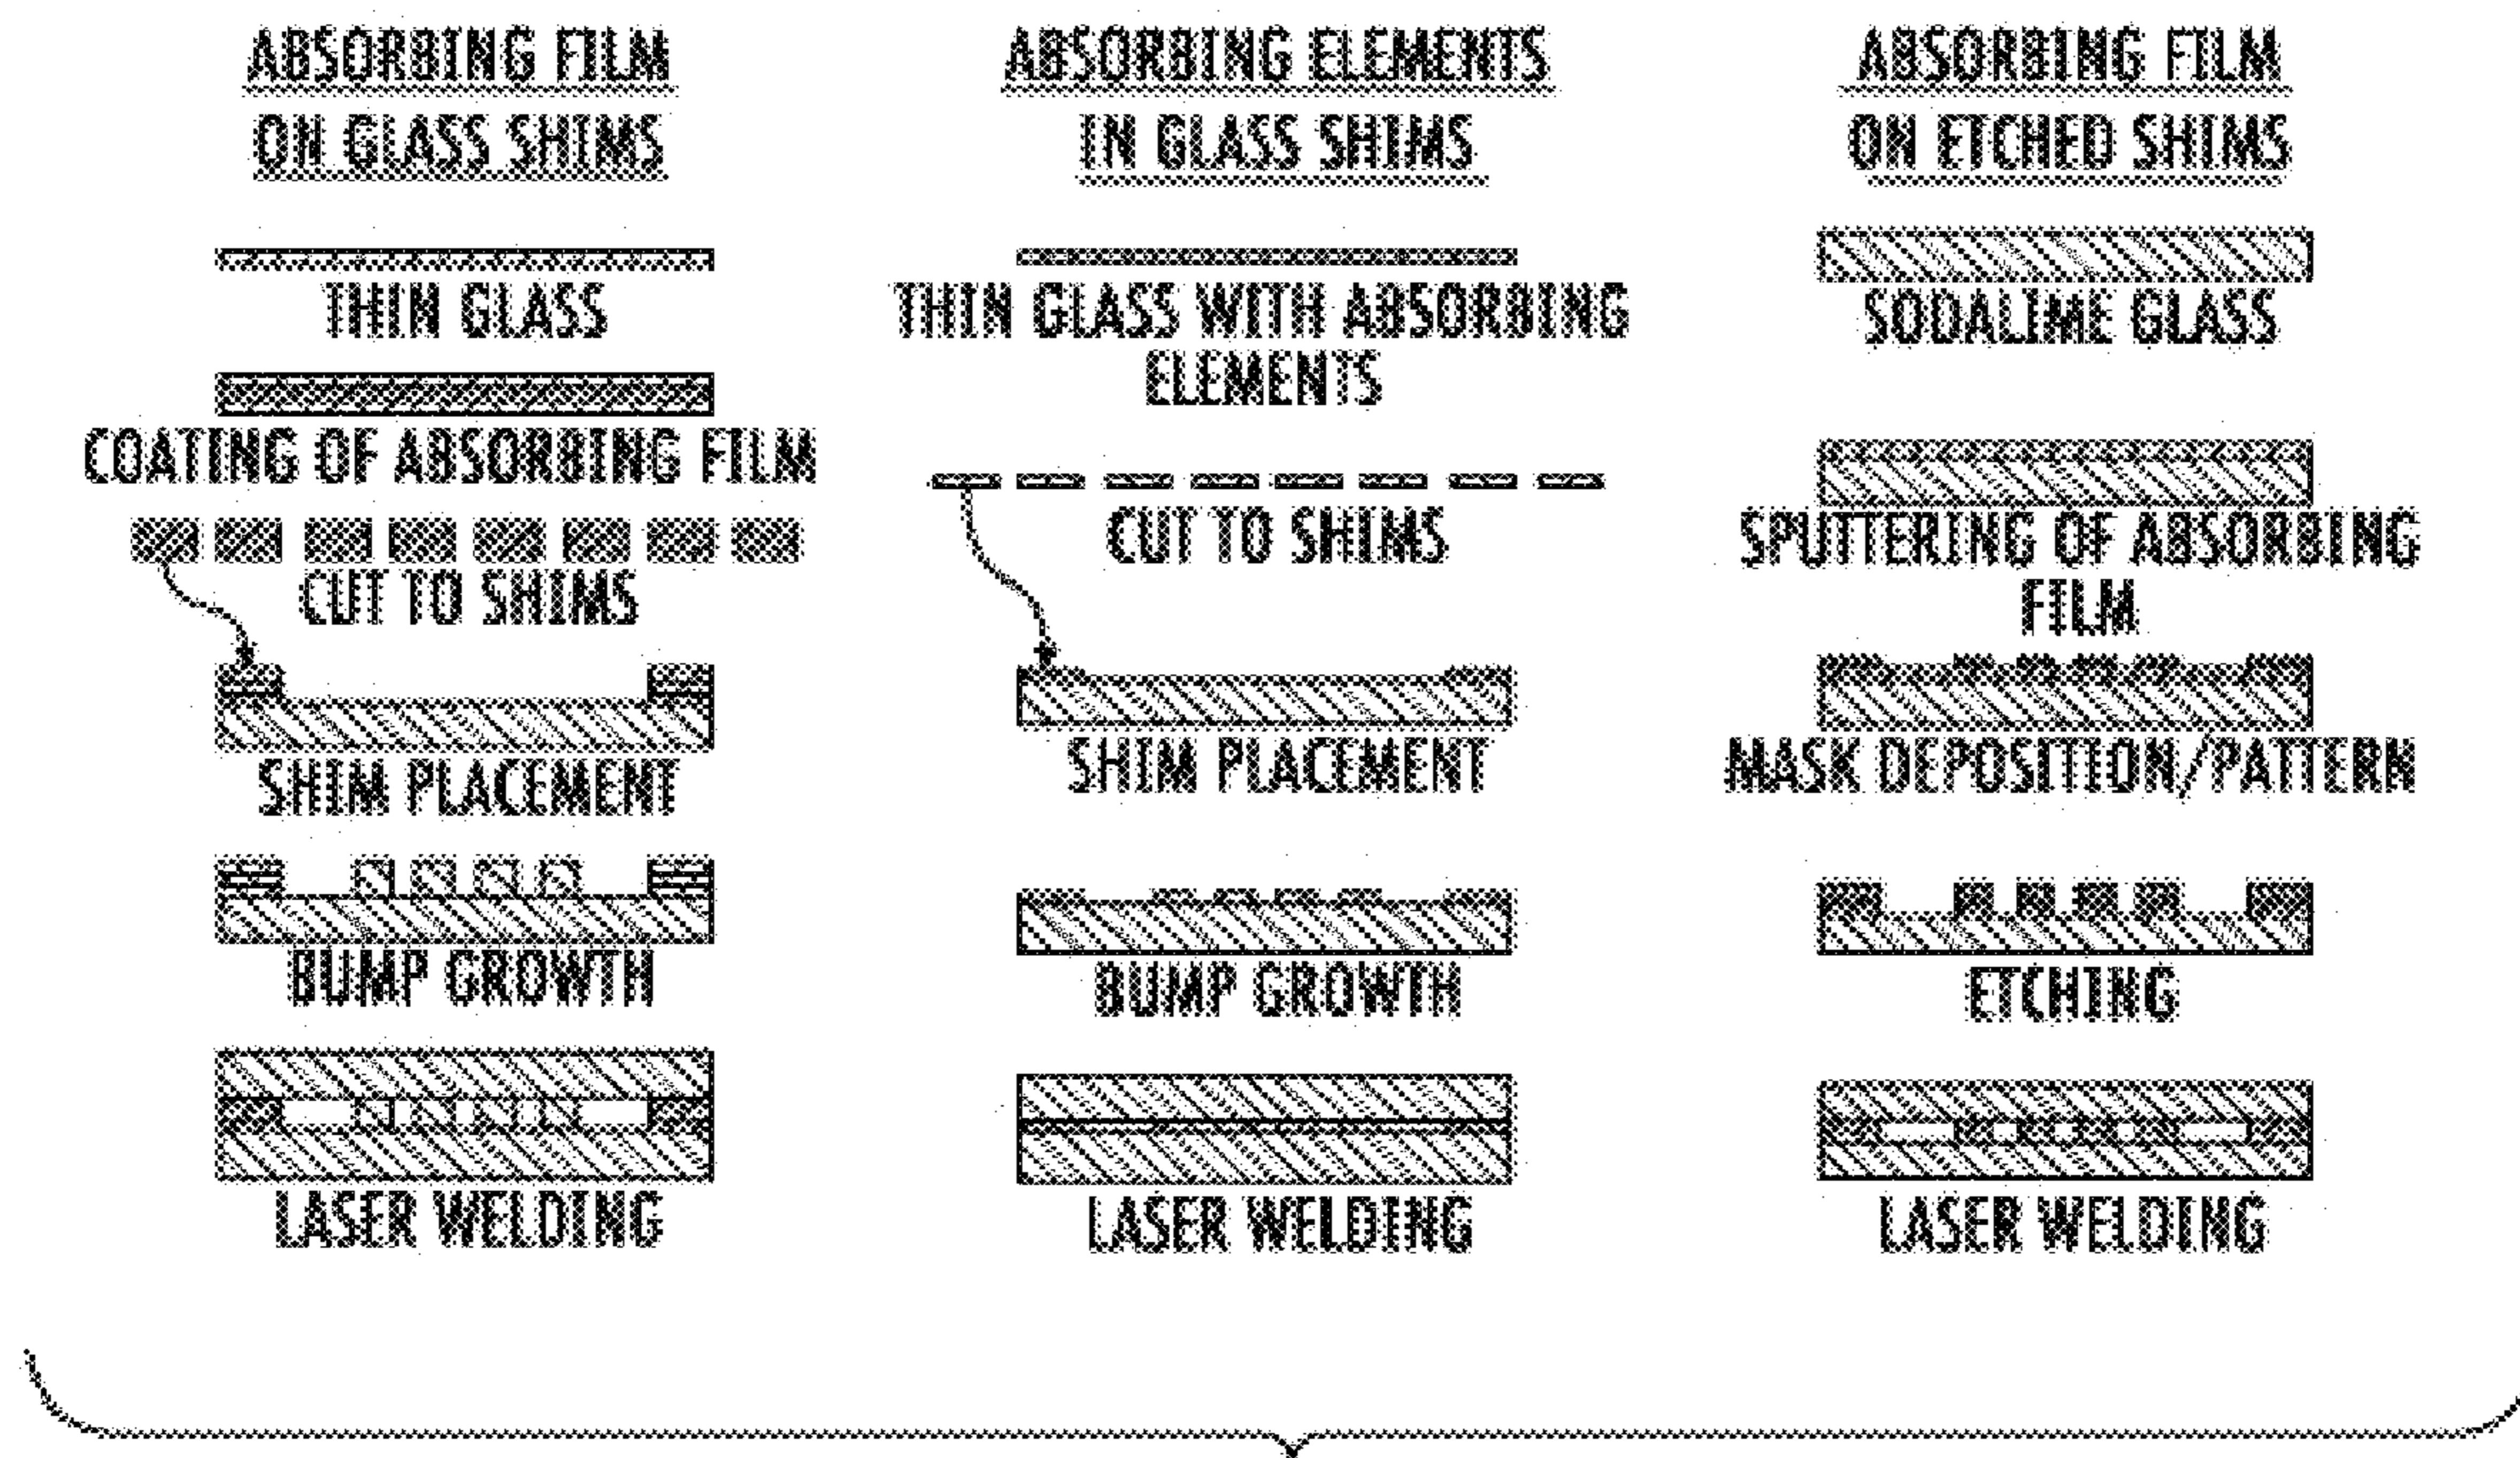 ABSORBING FILM
ON GLASS SHIMS
THIN GLASS
COATING OF ABSORBING FILM
CUT TO SHIMS
SHIM PLACEMENT
BUMP GROWTH
LASER WELDING
ABSORBING ELEMENTS
IN GLASS SHIMS
THIN GLASS WITH ABSORBING
ELEMENTS
CUT TO SHIMS
SHIM PLACEMENT
BUMP GROWTH
LASER WELDING
ABSORBING FILM
ON ETCHED SHIMS
SODALIME GLASS
SPUTTERING OF ABSORBING
FILM
MASK DEPOSITION/PATTERN
ETCHING
LASER WELDING